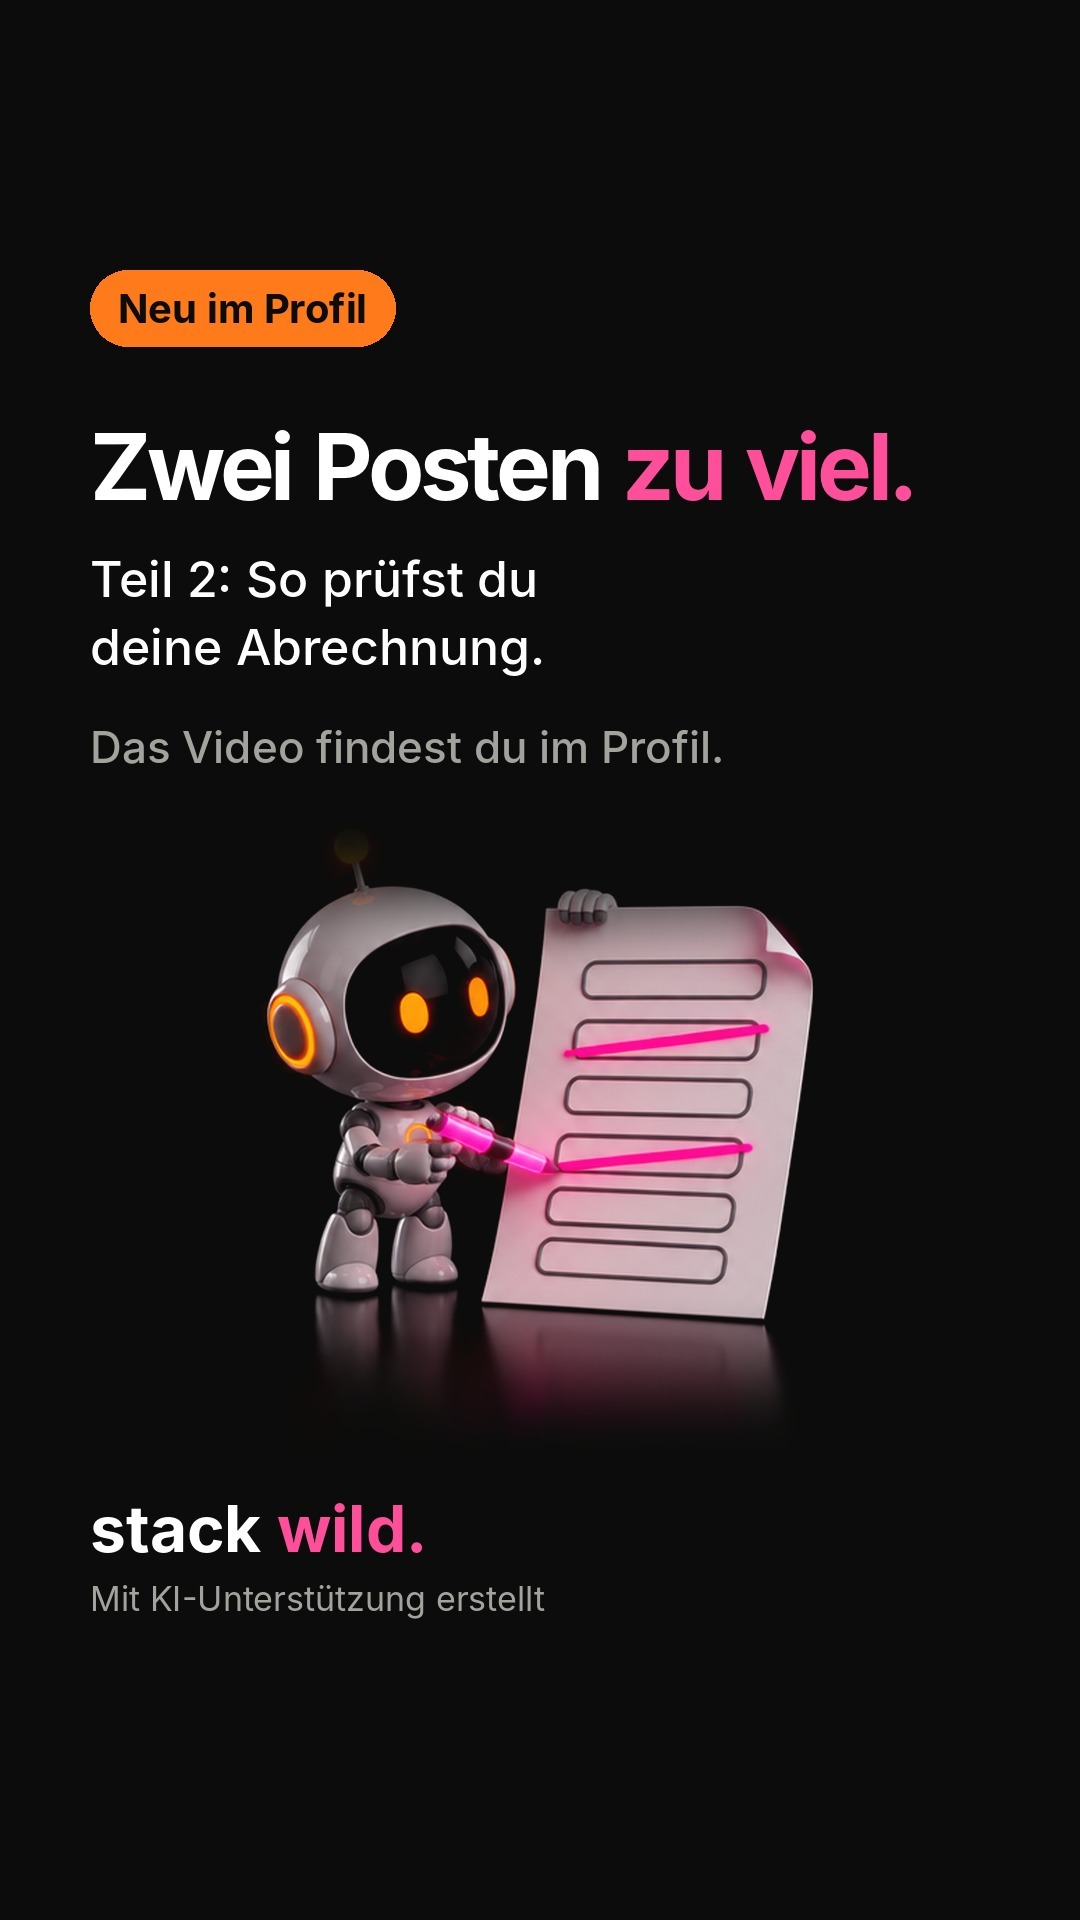 Neu im Profil
Zwei Posten zu viel.
Teil 2: So prüfst du
deine Abrechnung.
Das Video findest du im Profil.
stack wild.
Mit KI-Unterstützung erstellt